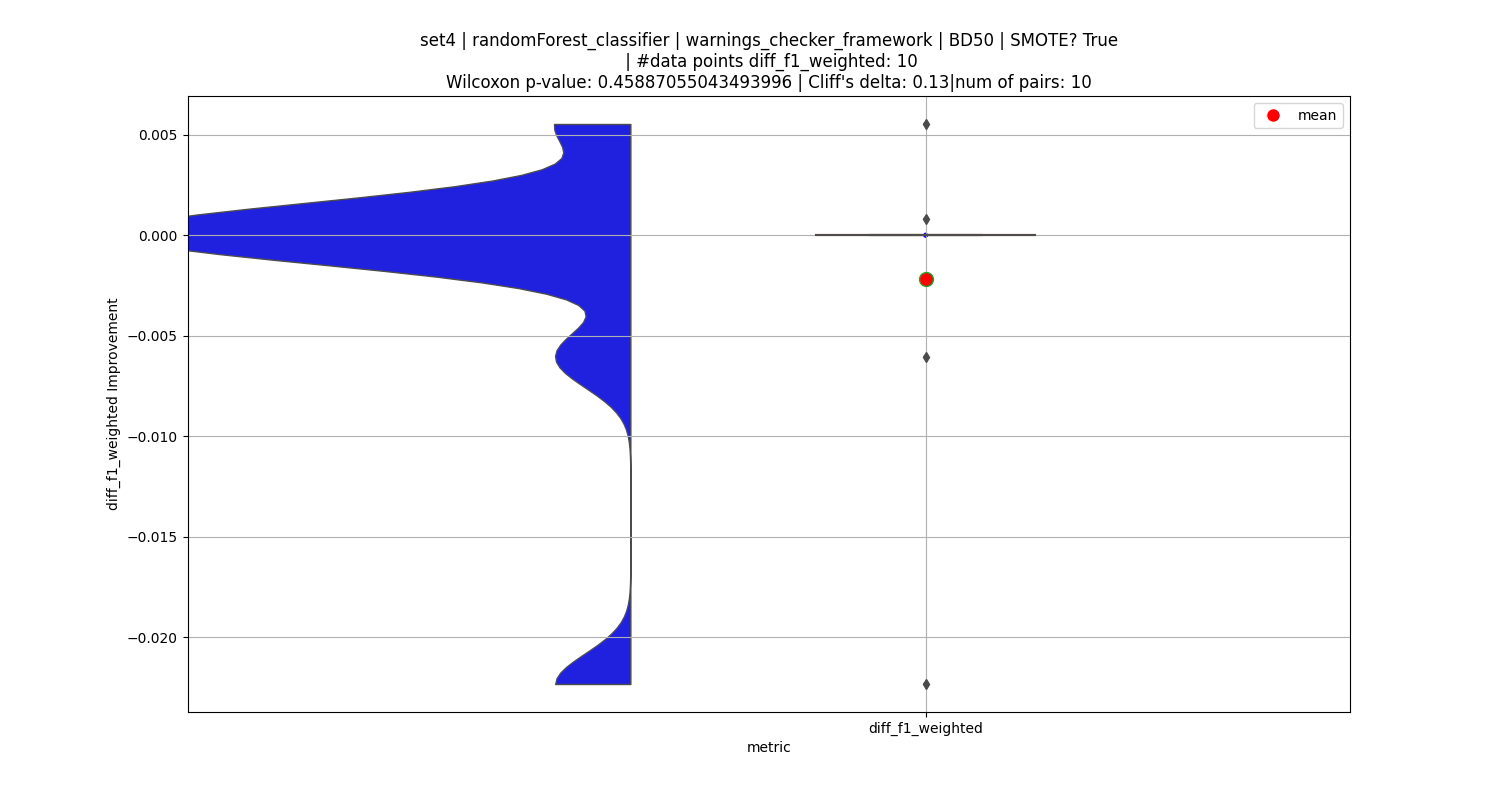 set4 | randomForest_classifier | warnings_checker_framework | BD50 | SMOTE? True
| #data points diff_f1_weighted: 10
Wilcoxon p-value: 0.45887055043493996 | Cliff's delta: 0.13|num of pairs: 10
mean
0.005
0.000
−0.005
−0.010
−0.015
−0.020
diff_f1_weighted Improvement
diff_f1_weighted
metric